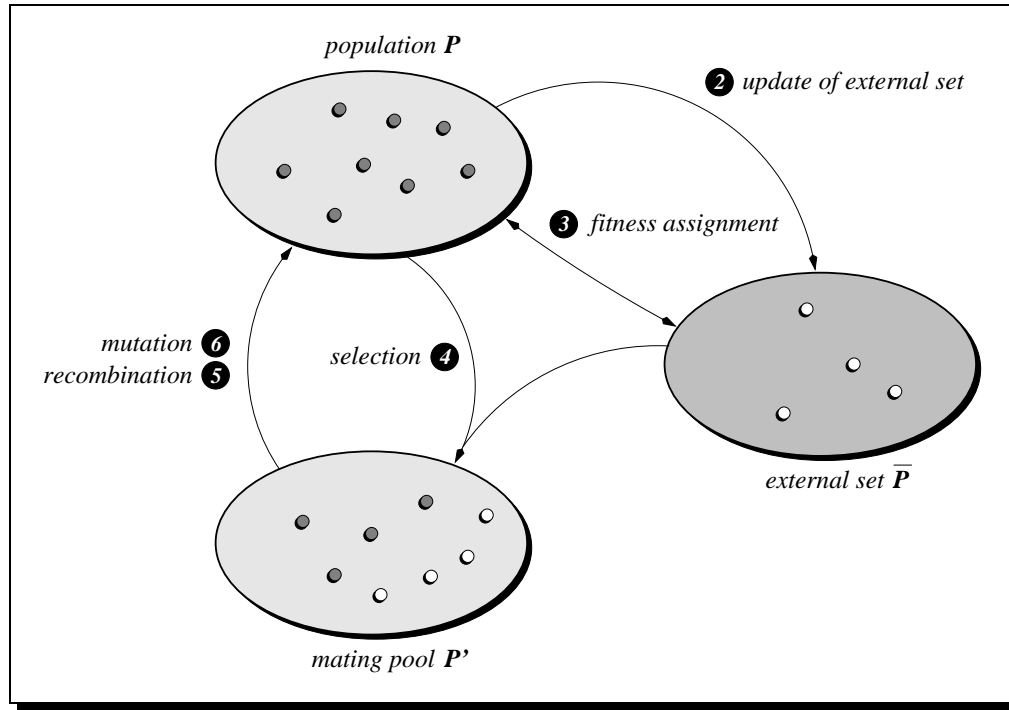 population P
2 update of external set
3 fitness assignment
mutation 6
recombination 5
selection 4
external set P̅
mating pool P’